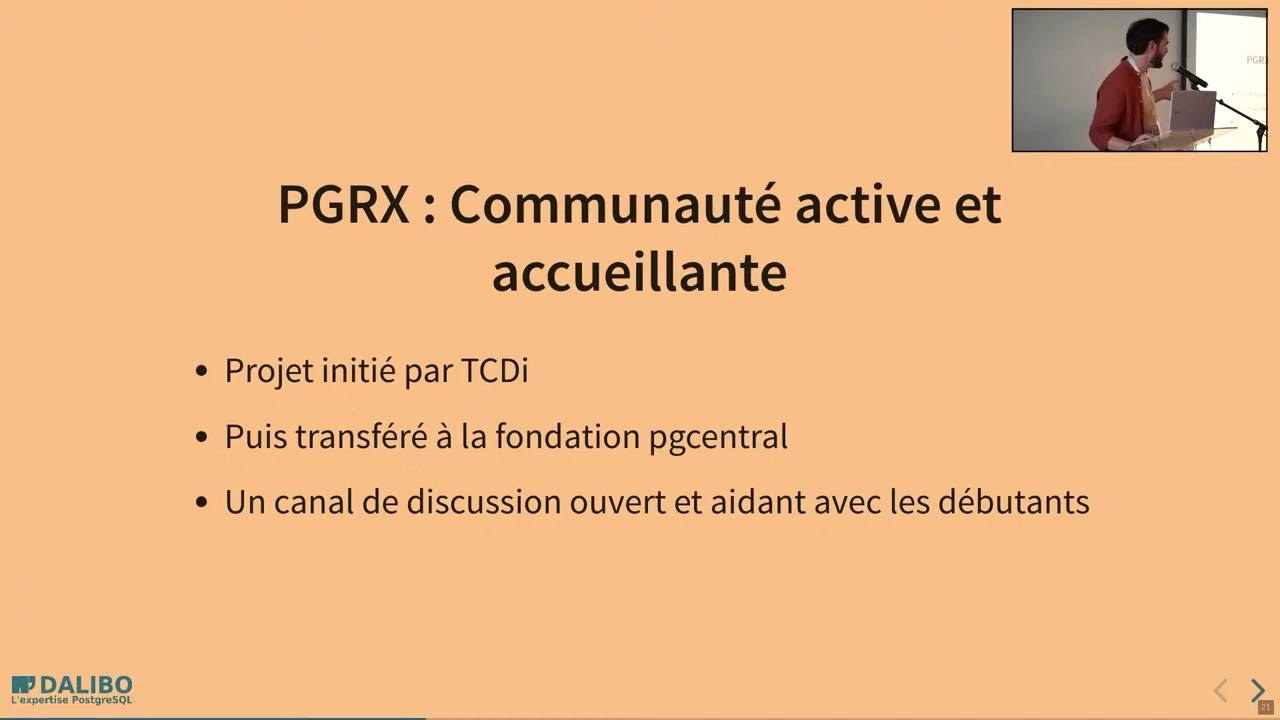 PGRX : Communauté active et
accueillante
• Projet initié par TCDi
• Puis transféré à la fondation pgcentral
• Un canal de discussion ouvert et aidant avec les débutants
DALIBO
L'expertise PostgreSQL
21